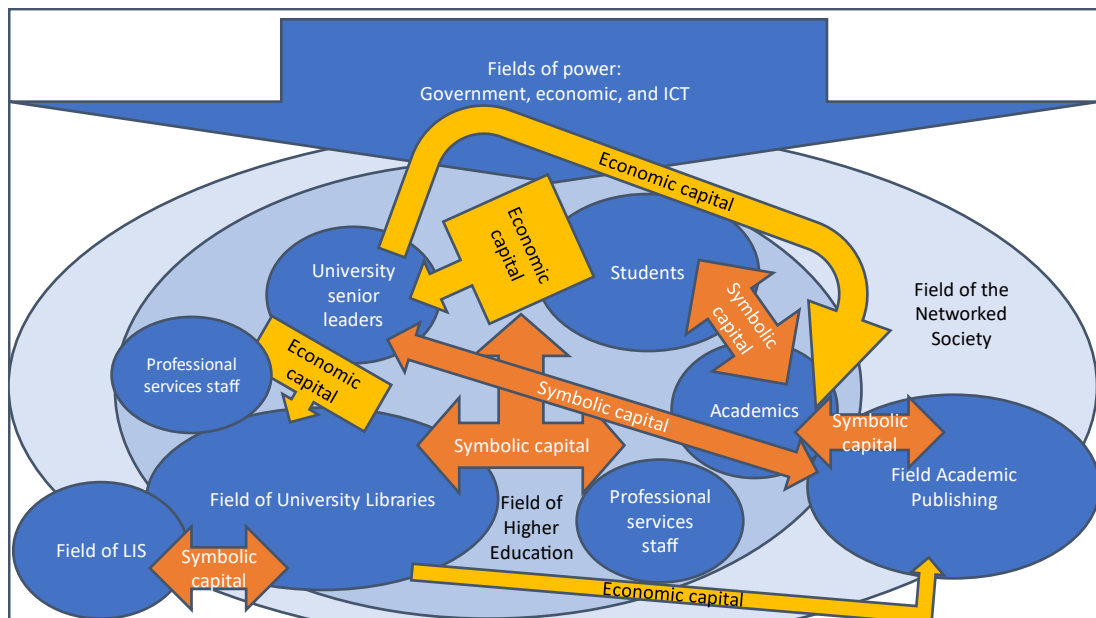 Fields of power:
Government, economic, and ICT
Economic capital
Economic
capital
Students
University
senior
leaders
Symbolic
capital
Field of the
Networked
Society
Professional
services staff
Economic
capital
Symbolic capital
Academics
Symbolic
capital
Symbolic capital
Field of University Libraries
Field Academic
Publishing
Field of
Higher
Education
Professional
services
staff
Field of LIS
Symbolic
capital
Economic capital